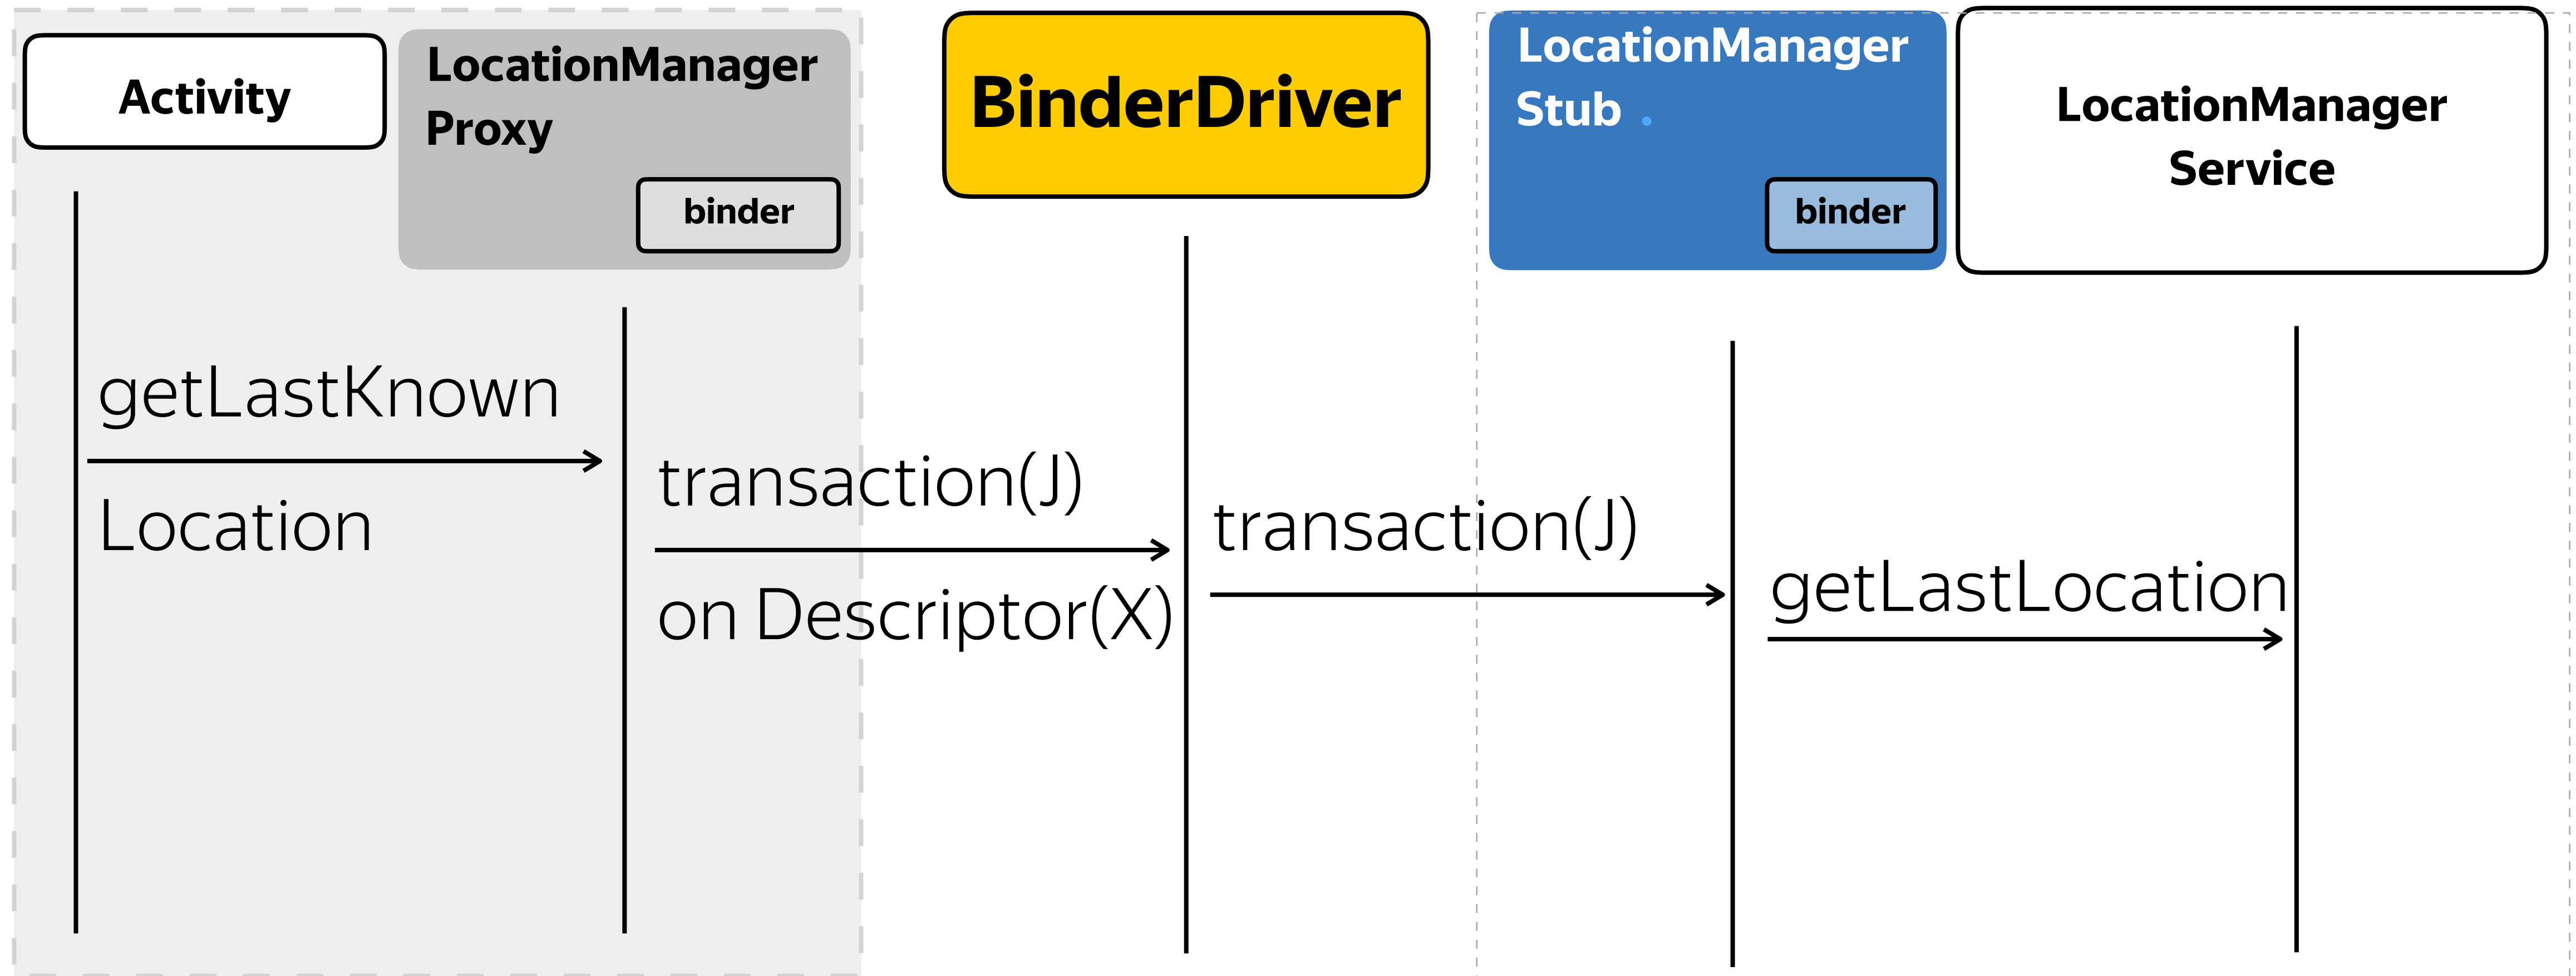 Activity
LocationManager
Proxy
binder
BinderDriver
LocationManager
Stub .
binder
LocationManager
Service
getLastKnown
Location
transaction(J)
on Descriptor(X)
transaction(J)
getLastLocation